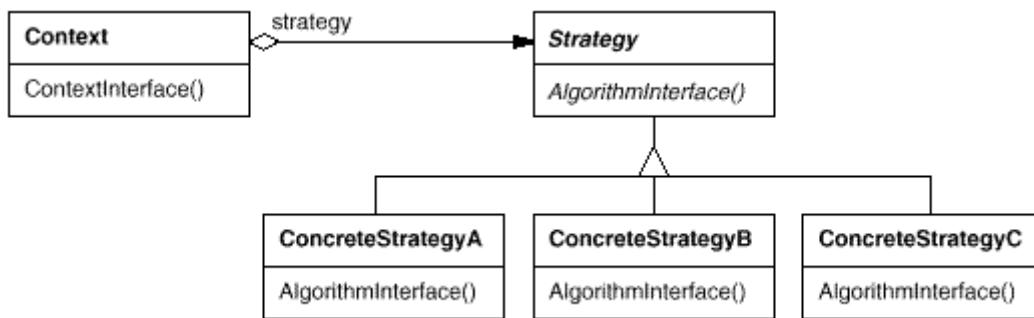 strategy
Context
Strategy
ContextInterface()
AlgorithmInterface()
ConcreteStrategyA
ConcreteStrategyB
ConcreteStrategyC
AlgorithmInterface()
AlgorithmInterface()
AlgorithmInterface()